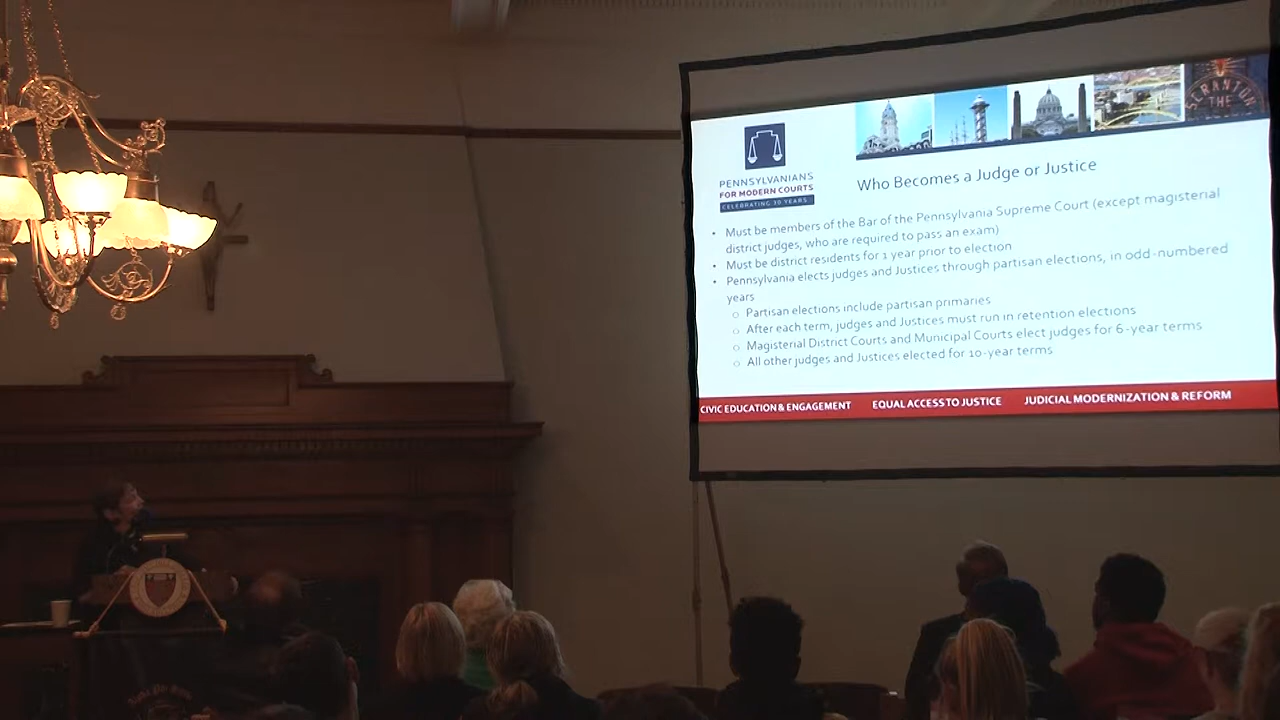 SCRANTON
THE
PENNSYLVANIANS
FOR MODERN COURTS
CELEBRATING 30 YEARS
Who Becomes a Judge or Justice
• Must be members of the Bar of the Pennsylvania Supreme Court (except magisterial
district judges, who are required to pass an exam)
• Must be district residents for 1 year prior to election
• Pennsylvania elects judges and Justices through partisan elections, in odd-numbered
years
○ Partisan elections include partisan primaries
○ After each term, judges and Justices must run in retention elections
○ Magisterial District Courts and Municipal Courts elect judges for 6-year terms
○ All other judges and Justices elected for 10-year terms
CIVIC EDUCATION & ENGAGEMENT EQUAL ACCESS TO JUSTICE JUDICIAL MODERNIZATION & REFORM